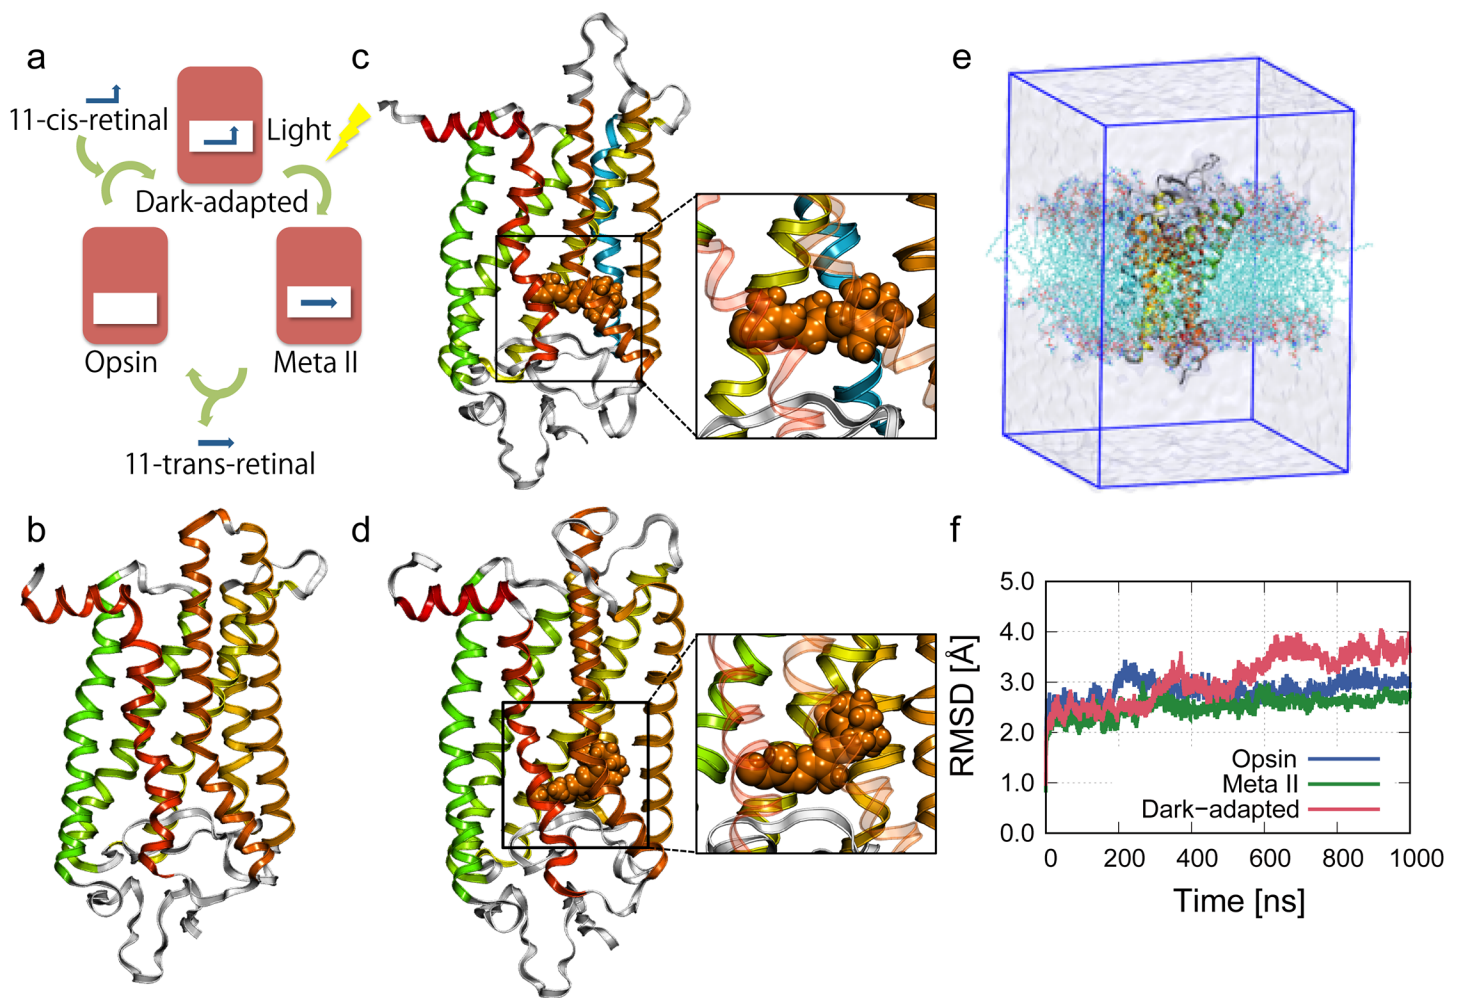 a
11-cis-retinal
Light
Dark-adapted
Opsin
Meta II
11-trans-retinal
b
c
d
e
f
5.0
4.0
3.0
2.0
1.0
0.0
RMSD [Å]
Opsin
Meta II
Dark−adapted
0 200 400 600 800 1000
Time [ns]